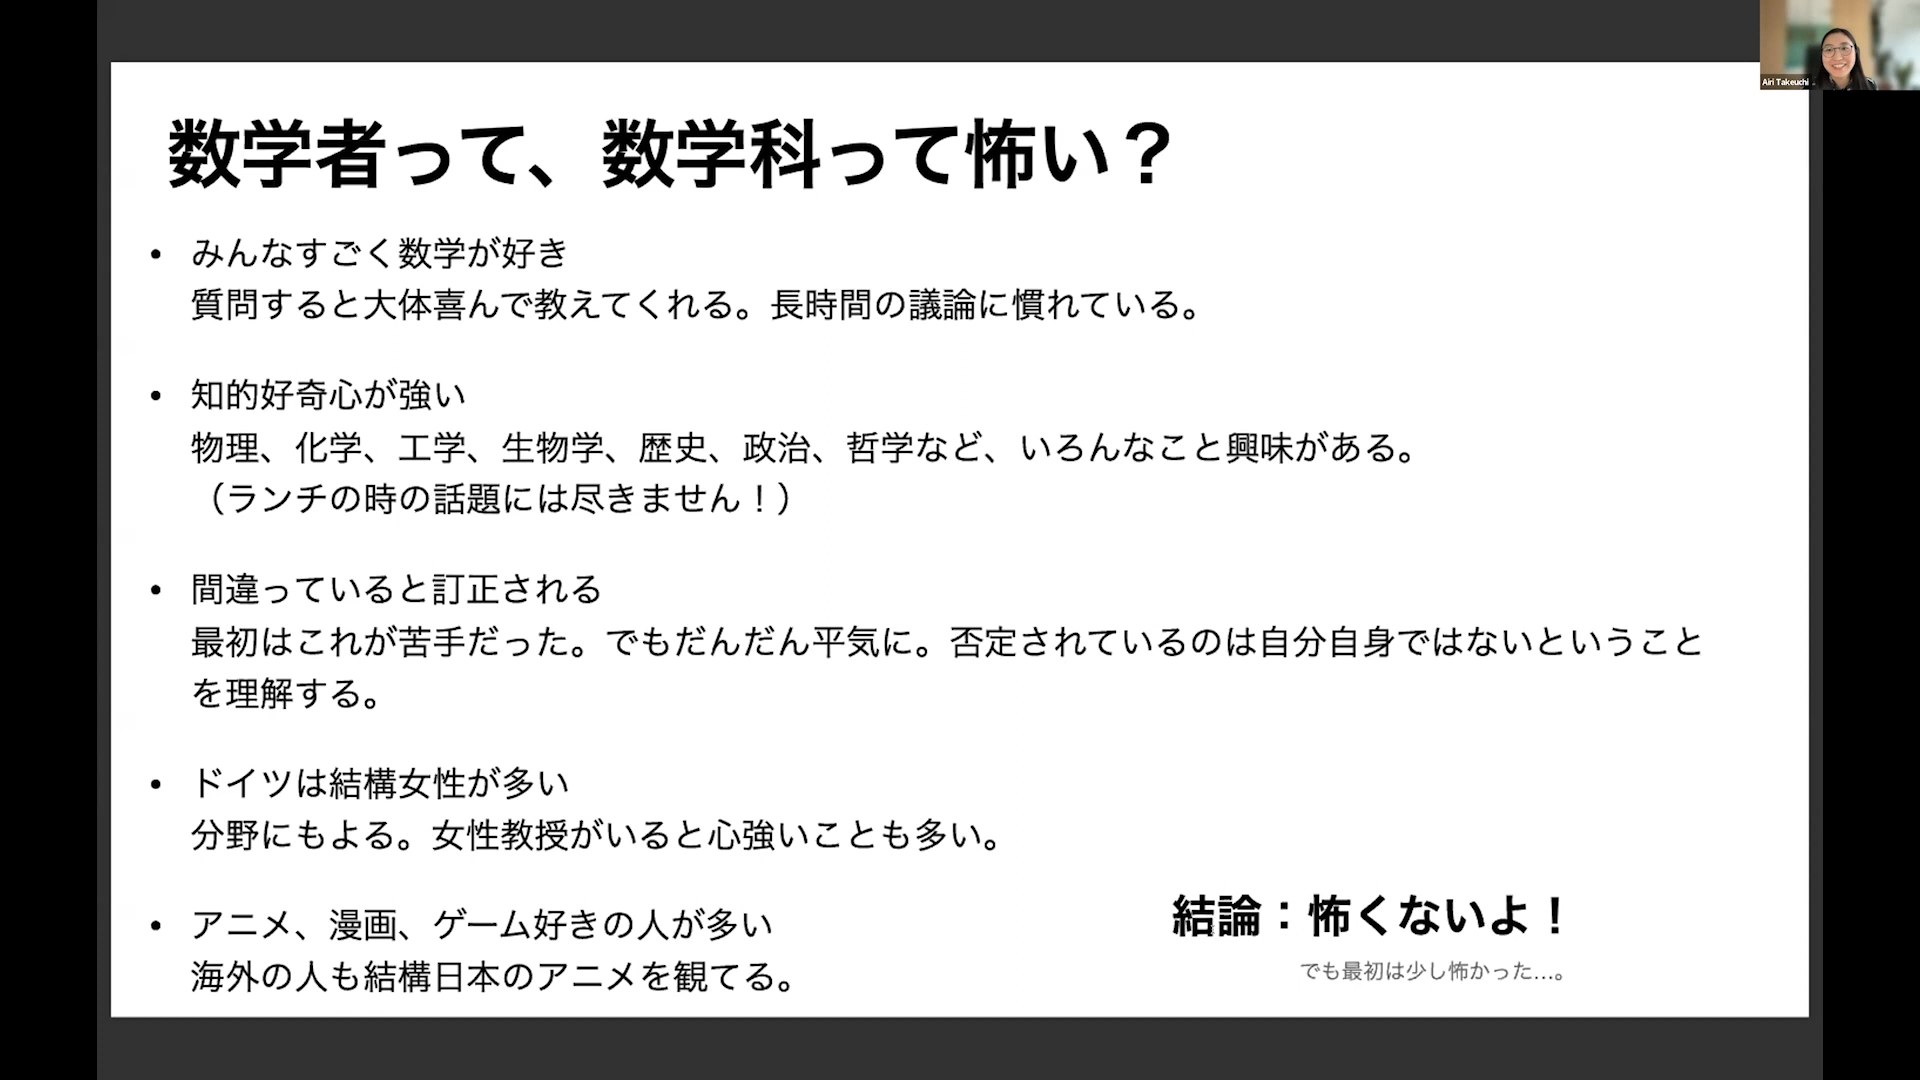 Airi Takeuchi
数学者って、数学科って怖い？
• みんなすごく数学が好き
質問すると大体喜んで教えてくれる。長時間の議論に慣れている。
• 知的好奇心が強い
物理、化学、工学、生物学、歴史、政治、哲学など、いろんなこと興味がある。
（ランチの時の話題には尽きません！）
• 間違っていると訂正される
最初はこれが苦手だった。でもだんだん平気に。否定されているのは自分自身ではないということ
を理解する。
• ドイツは結構女性が多い
分野にもよる。女性教授がいると心強いことも多い。
• アニメ、漫画、ゲーム好きの人が多い
海外の人も結構日本のアニメを観てる。
結論：怖くないよ！
でも最初は少し怖かった…。